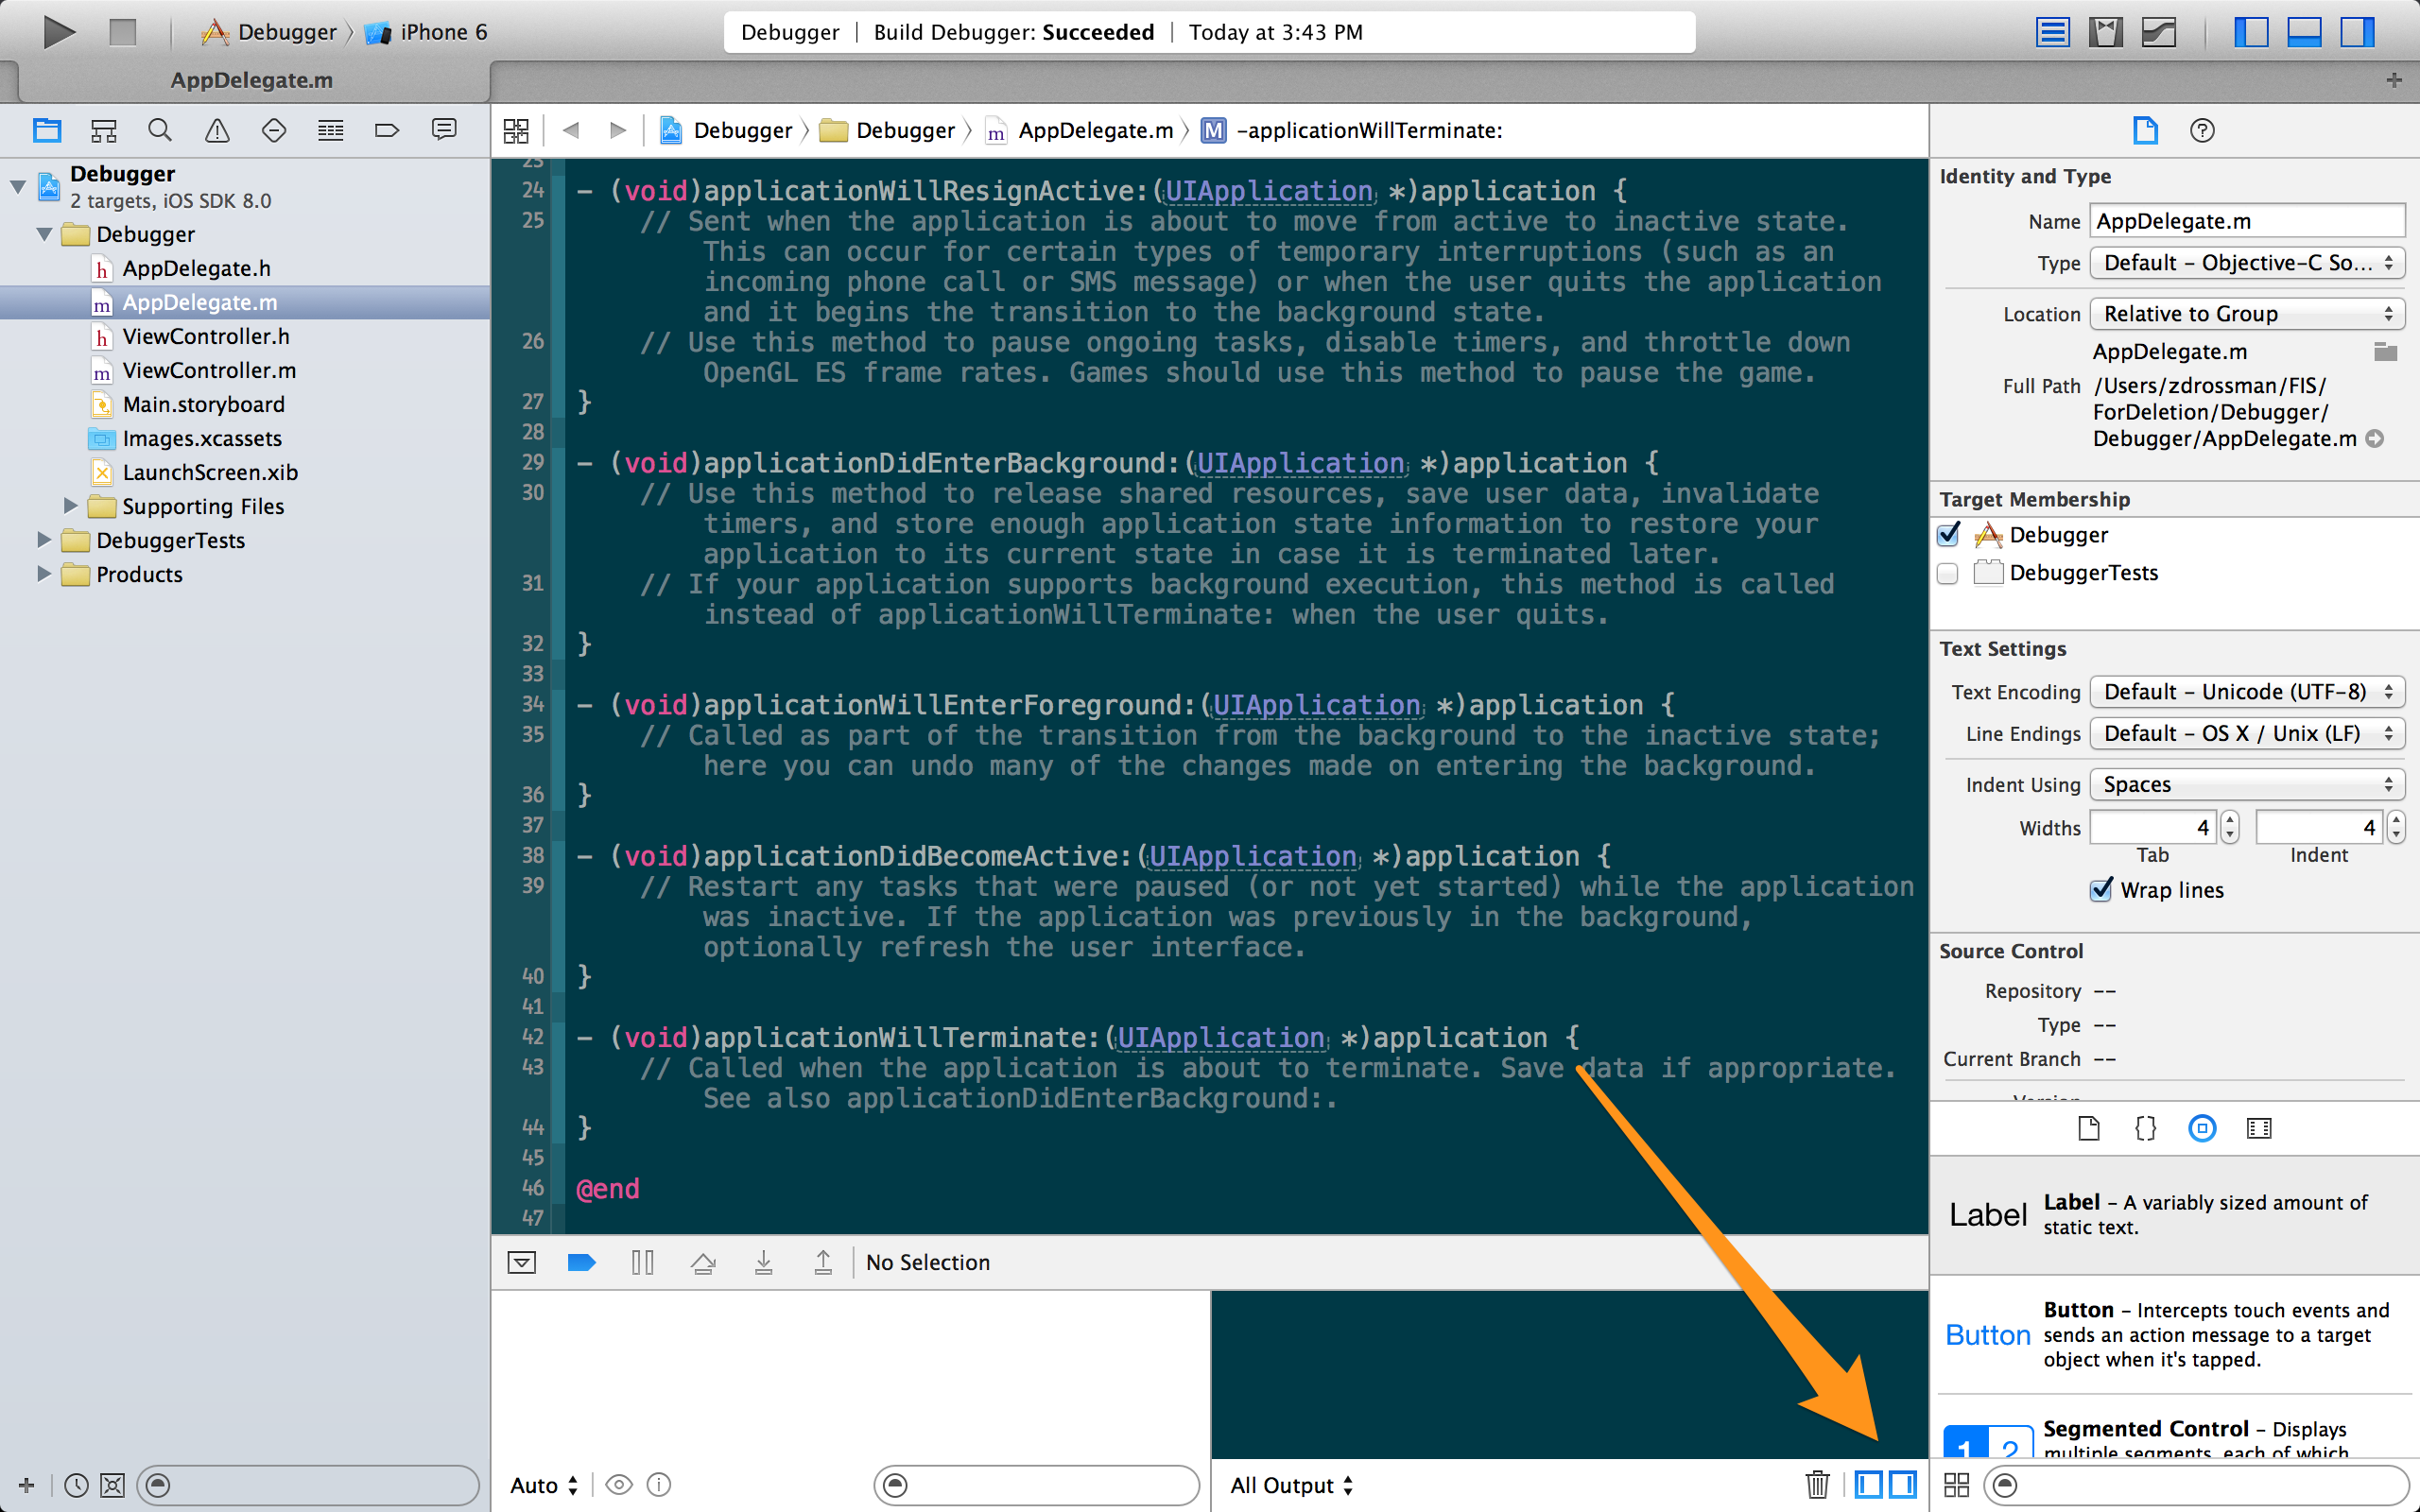 Debugger iPhone 6
Debugger Build Debugger: Succeeded Today at 3:43 PM
AppDelegate.m
Debugger
2 targets, iOS SDK 8.0
Debugger
AppDelegate.h
AppDelegate.m
ViewController.h
ViewController.m
Main.storyboard
Images.xcassets
LaunchScreen.xib
Supporting Files
DebuggerTests
Products
Debugger Debugger AppDelegate.m M -applicationWillTerminate:
23
24 - (void)applicationWillResignActive:(UIApplication *)application {
25 // Sent when the application is about to move from active to inactive state.
This can occur for certain types of temporary interruptions (such as an
incoming phone call or SMS message) or when the user quits the application
and it begins the transition to the background state.
26 // Use this method to pause ongoing tasks, disable timers, and throttle down
OpenGL ES frame rates. Games should use this method to pause the game.
27 }
28
29 - (void)applicationDidEnterBackground:(UIApplication *)application {
30 // Use this method to release shared resources, save user data, invalidate
timers, and store enough application state information to restore your
application to its current state in case it is terminated later.
31 // If your application supports background execution, this method is called
instead of applicationWillTerminate: when the user quits.
32 }
33
34 - (void)applicationWillEnterForeground:(UIApplication *)application {
35 // Called as part of the transition from the background to the inactive state;
here you can undo many of the changes made on entering the background.
36 }
37
38 - (void)applicationDidBecomeActive:(UIApplication *)application {
39 // Restart any tasks that were paused (or not yet started) while the application
was inactive. If the application was previously in the background,
optionally refresh the user interface.
40 }
41
42 - (void)applicationWillTerminate:(UIApplication *)application {
43 // Called when the application is about to terminate. Save data if appropriate.
See also applicationDidEnterBackground:.
44 }
45
46 @end
47
No Selection
Auto
All Output
Identity and Type
Name AppDelegate.m
Type Default - Objective-C So...
Location Relative to Group
AppDelegate.m
Full Path /Users/zdrossman/FIS/
ForDeletion/Debugger/
Debugger/AppDelegate.m
Target Membership
Debugger
DebuggerTests
Text Settings
Text Encoding Default - Unicode (UTF-8)
Line Endings Default - OS X / Unix (LF)
Indent Using Spaces
Widths 4 4
Tab Indent
Wrap lines
Source Control
Repository --
Type --
Current Branch --
Version
Label Label - A variably sized amount of
static text.
Button Button - Intercepts touch events and
sends an action message to a target
object when it's tapped.
1 2 Segmented Control - Displays
multiple segments, each of which